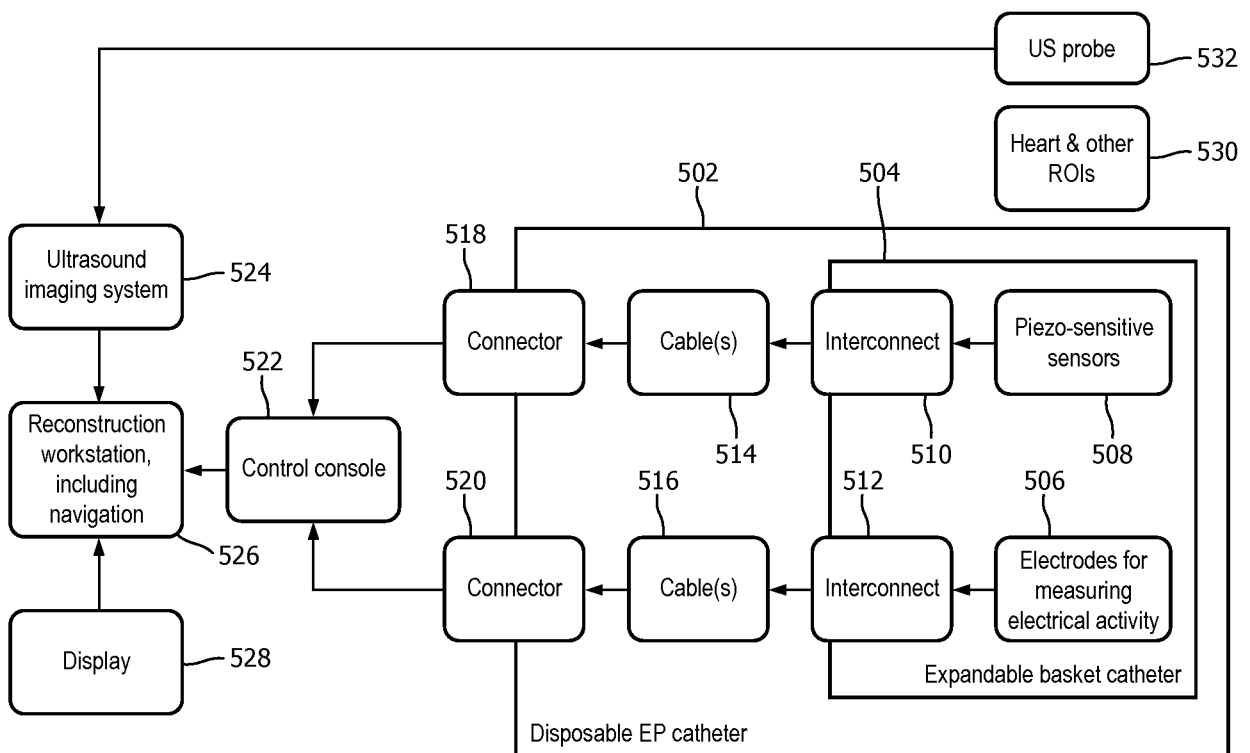 US probe
532
Heart & other
ROIs
530
502
504
518
Ultrasound
imaging system
524
Connector
Cable(s)
Interconnect
Piezo-sensitive
sensors
522
514
510
508
Reconstruction
workstation,
including
navigation
526
Control console
520
516
512
506
Connector
Cable(s)
Interconnect
Electrodes for
measuring
electrical activity
Display
528
Expandable basket catheter
Disposable EP catheter